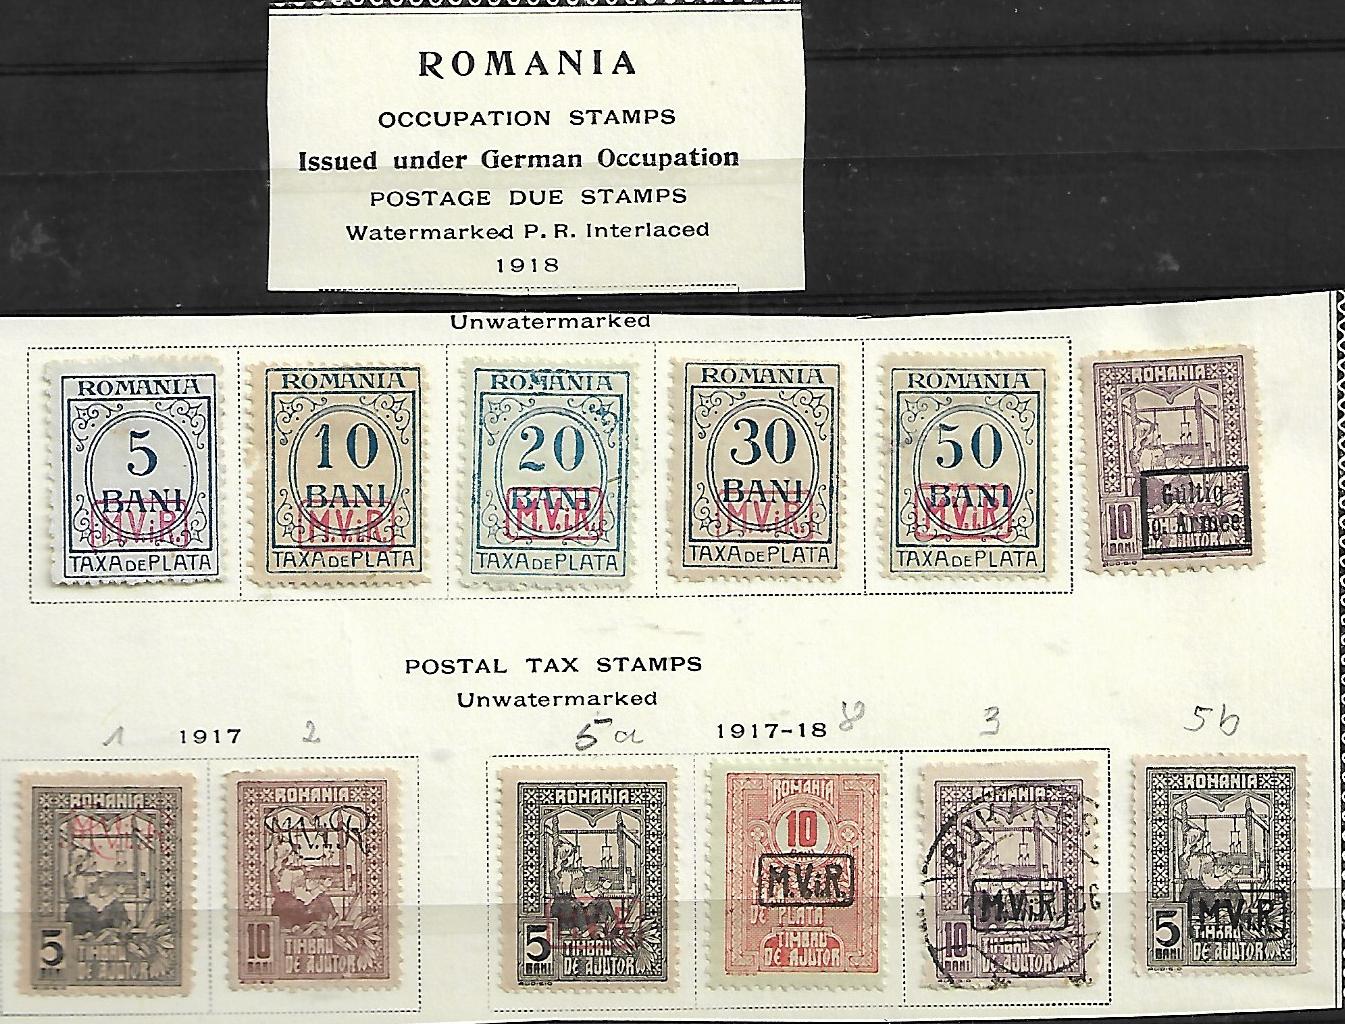 ROMANIA
OCCUPATION STAMPS
Issued under German Occupation
POSTAGE DUE STAMPS
Watermarked P. R. Interlaced
1918
Unwatermarked
ROMANIA
5
BANI
M.V.i.R.
TAXA DE PLATA
ROMANIA
10
BANI
M.V.i.R.
TAXA DE PLATA
ROMANIA
20
BANI
M.V.i.R.
TAXA DE PLATA
ROMANIA
30
BANI
M.V.i.R.
TAXA DE PLATA
ROMANIA
50
BANI
M.V.i.R.
TAXA DE PLATA
ROMANIA
Gültig
9. Armee
10
BANI
AJUTOR
POSTAL TAX STAMPS
Unwatermarked
1 1917 2
5a 1917-18 8 3 5b
ROMANIA
M.V.i.R.
5
BANI
TIMBRU
DE AJUTOR
ROMANIA
M.V.i.R.
10
BANI
TIMBRU
DE AJUTOR
ROMANIA
M.V.i.R.
5
BANI
TIMBRU
DE AJUTOR
ROMANIA
10
BANI
M.V.i.R
DE PLATA
TIMBRU
DE AJUTOR
ROMANIA
M.V.i.R
10
BANI
TIMBRU
DE AJUTOR
ROMANIA
M.V.i.R
5
BANI
TIMBRU
DE AJUTOR